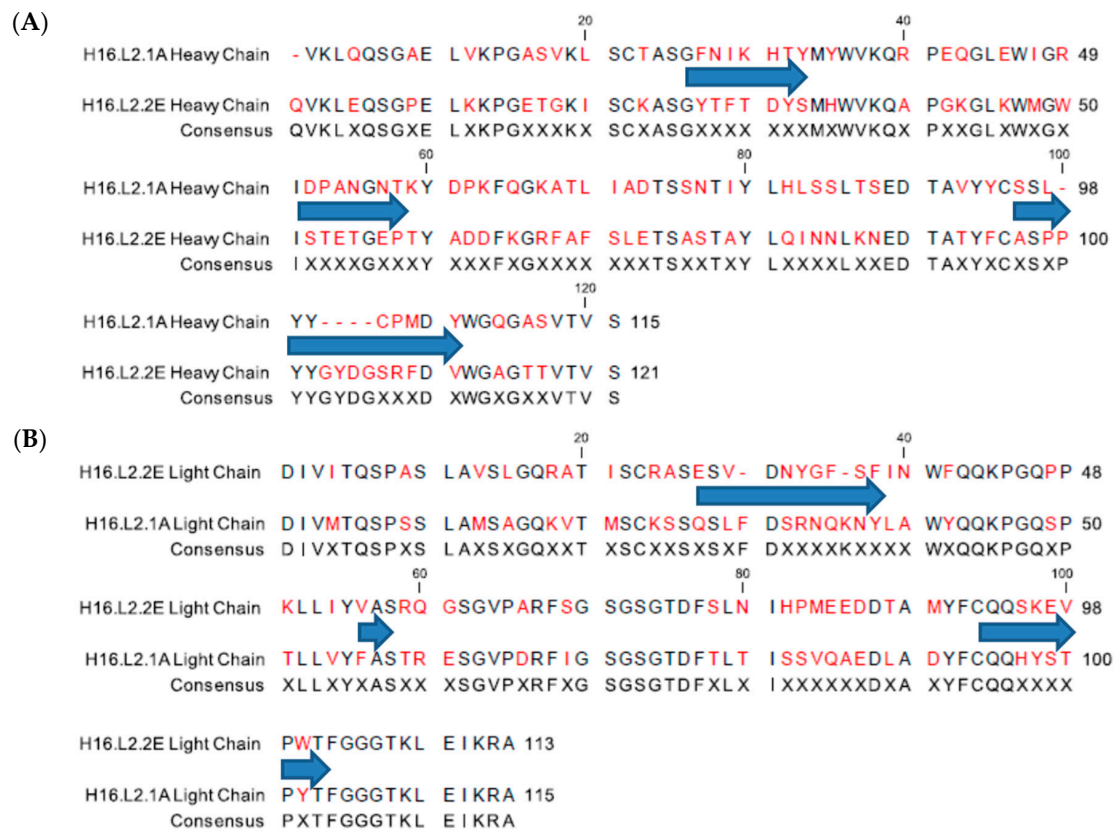 (A)
20 40
H16.L2.1A Heavy Chain -VKLQQSGAE LVKPGASVKL SCTASGFNIK HTYMYWVKQR PEQGLEWIGR 49
H16.L2.2E Heavy Chain QVKLEQSGPE LKKPGETGKI SCKASGYTFT DYSMHWVKQA PGKGLKWMGW 50
Consensus QVKLXQSGXE LXKPGXXXKX SCXASGXXXX XXXMXWVKQX PXXGLXWXGX
60 80 100
H16.L2.1A Heavy Chain IDPANGNTKY DPKFQGKATL IADTSSNTIY LHLSSLTSED TAVYYCSSL- 98
H16.L2.2E Heavy Chain ISTETGEPTY ADDFKGRFAF SLETSASTAY LQINNLKNED TATYFCASPP 100
Consensus IXXXXGXXXY XXXFXGXXXX XXXTSXXTXY LXXXXLXXED TAXYXCXSXP
120
H16.L2.1A Heavy Chain YY----CPMD YWGQGASVTV S 115
H16.L2.2E Heavy Chain YYGYDGSRFD VWGAGTTVTV S 121
Consensus YYGYDGXXXD XWGXGXXVTV S
(B)
20 40
H16.L2.2E Light Chain DIVITQSPAS LAVSLGQRAT ISCRASESV- DNYGF-SFIN WFQQKPGQPP 48
H16.L2.1A Light Chain DIVMTQSPSS LAMSAGQKVT MSCKSSQSLF DSRNQKNYLA WYQQKPGQSP 50
Consensus DIVXTQSPXS LAXSXGQXXT XSCXXSXSXF DXXXXKXXXX WXQQKPGQXP
60 80 100
H16.L2.2E Light Chain KLLIYVASRQ GSGVPARFSG SGSGTDFSLN IHPMEEDDTA MYFCQQSKEV 98
H16.L2.1A Light Chain TLLVYFASTR ESGVPDRFIG SGSGTDFTLT ISSVQAEDLA DYFCQQHYST 100
Consensus XLLXYXASXX XSGVPXRFXG SGSGTDFXLX IXXXXXXDXA XYFCQQXXXX
H16.L2.2E Light Chain PWTFGGGTKL EIKRA 113
H16.L2.1A Light Chain PYTFGGGTKL EIKRA 115
Consensus PXTFGGGTKL EIKRA